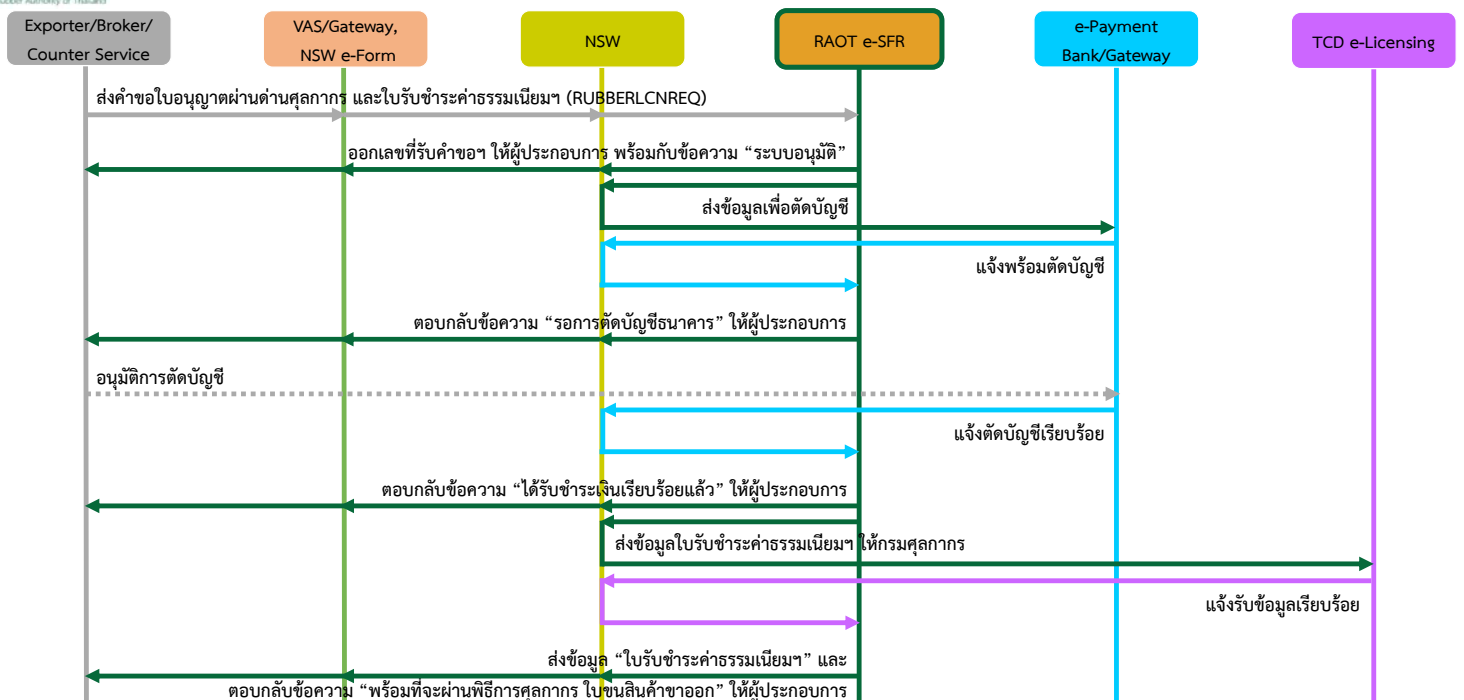 Rubber Authority of Thailand
Exporter/Broker/
Counter Service
VAS/Gateway,
NSW e-Form
NSW
RAOT e-SFR
e-Payment
Bank/Gateway
TCD e-Licensing
ส่งคำขอใบอนุญาตผ่านด่านศุลกากร และใบรับชำระค่าธรรมเนียมฯ (RUBBERLCNREQ)
ออกเลขที่รับคำขอฯ ให้ผู้ประกอบการ พร้อมกับข้อความ “ระบบอนุมัติ”
ส่งข้อมูลเพื่อตัดบัญชี
แจ้งพร้อมตัดบัญชี
ตอบกลับข้อความ “รอการตัดบัญชีธนาคาร” ให้ผู้ประกอบการ
อนุมัติการตัดบัญชี
แจ้งตัดบัญชีเรียบร้อย
ตอบกลับข้อความ “ได้รับชำระเงินเรียบร้อยแล้ว” ให้ผู้ประกอบการ
ส่งข้อมูลใบรับชำระค่าธรรมเนียมฯ ให้กรมศุลกากร
แจ้งรับข้อมูลเรียบร้อย
ส่งข้อมูล “ใบรับชำระค่าธรรมเนียมฯ” และ
ตอบกลับข้อความ “พร้อมที่จะผ่านพิธีการศุลกากร ใบขนสินค้าขาออก” ให้ผู้ประกอบการ